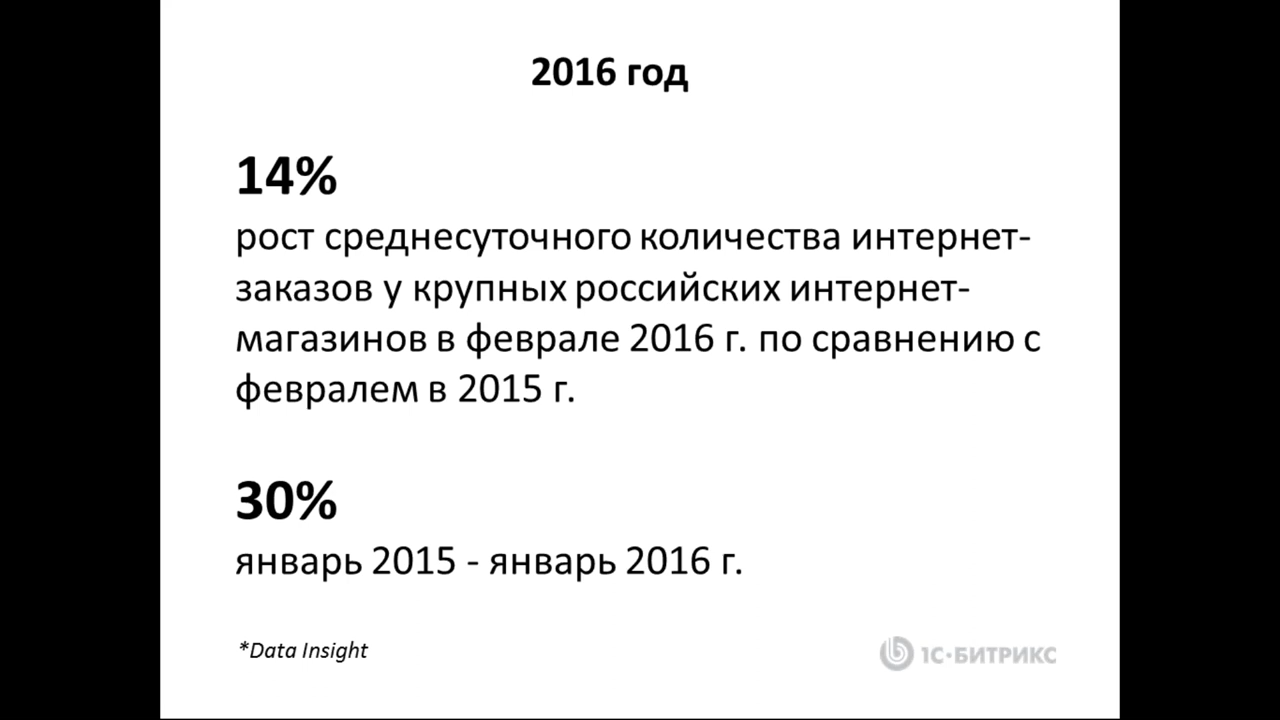 2016 год
14%
рост среднесуточного количества интернет-
заказов у крупных российских интернет-
магазинов в феврале 2016 г. по сравнению с
февралем в 2015 г.
30%
январь 2015 - январь 2016 г.
*Data Insight
1С-БИТРИКС